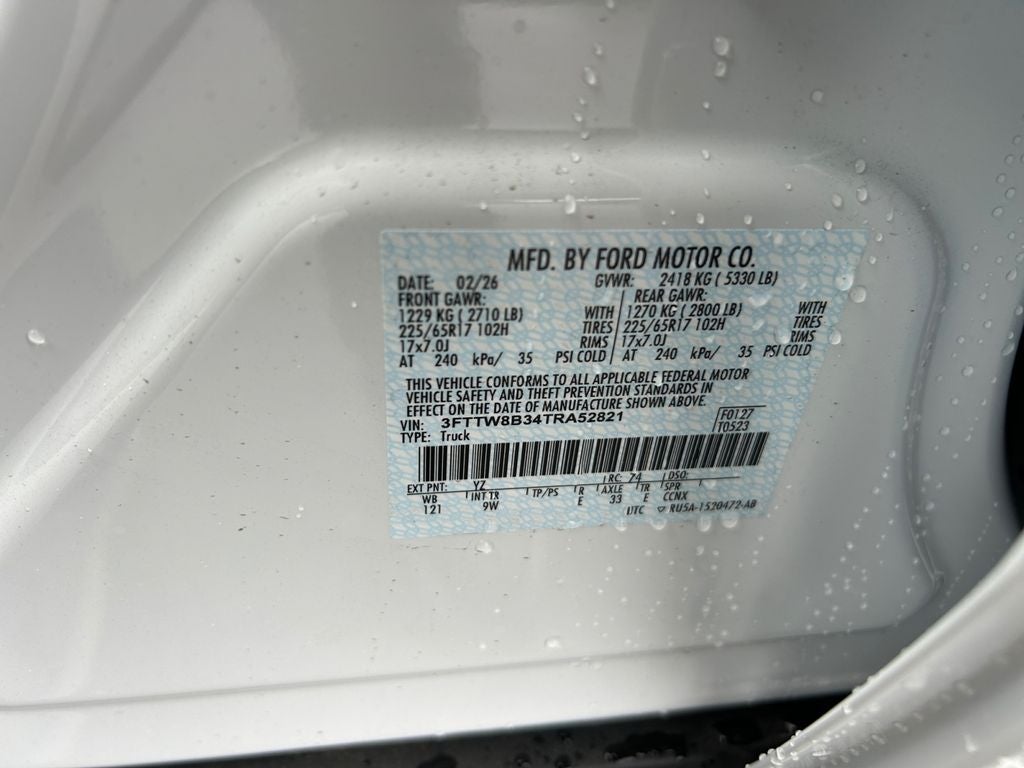 MFD. BY FORD MOTOR CO.
DATE: 02/26 GVWR: 2418 KG ( 5330 LB)
FRONT GAWR: REAR GAWR:
1229 KG ( 2710 LB) WITH 1270 KG ( 2800 LB) WITH
225/65R17 102H TIRES 225/65R17 102H TIRES
17x7.0J RIMS 17x7.0J RIMS
AT 240 kPa/ 35 PSI COLD AT 240 kPa/ 35 PSI COLD
THIS VEHICLE CONFORMS TO ALL APPLICABLE FEDERAL MOTOR
VEHICLE SAFETY AND THEFT PREVENTION STANDARDS IN
EFFECT ON THE DATE OF MANUFACTURE SHOWN ABOVE.
VIN: 3FTTW8B34TRA52821 F0127
TYPE: Truck T0523
EXT PNT: YZ RC: 74 DSO:
WB INT TR TP/PS R AXLE TR SPR
121 9W E 33 E CCNX
UTC ▽ RU5A-1520472-AB